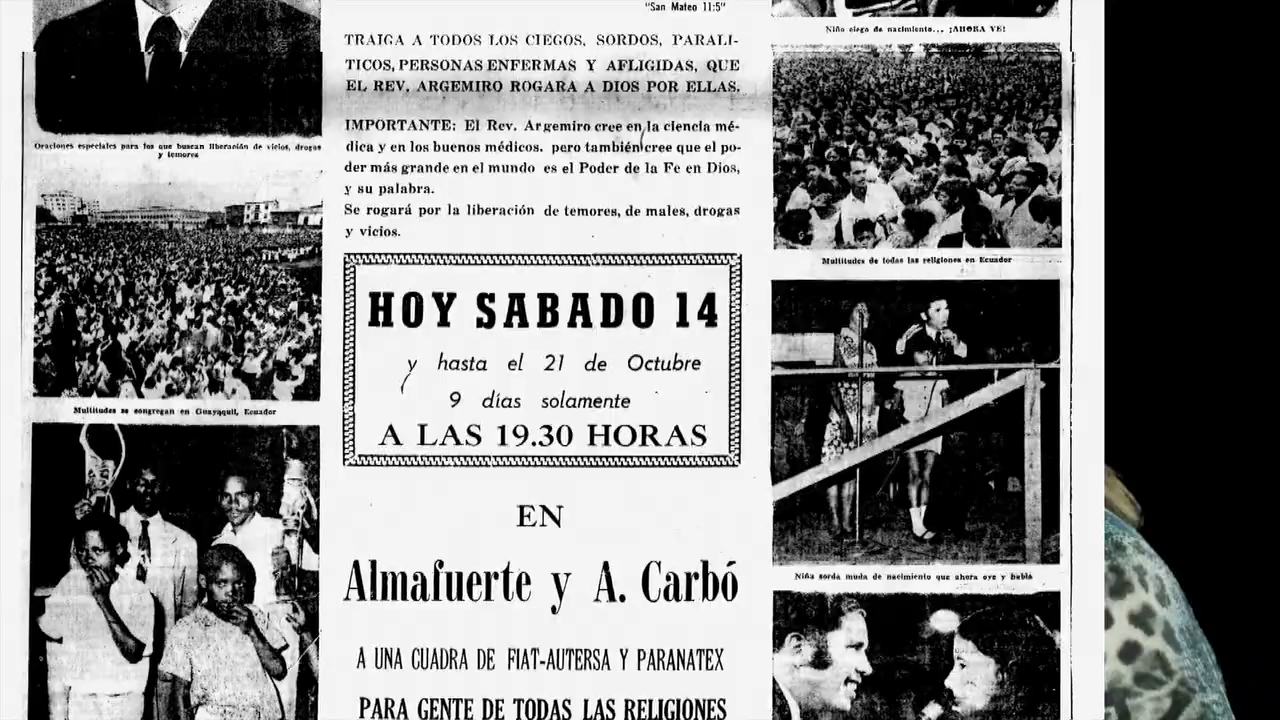 "San Mateo 11:5"
TRAIGA A TODOS LOS CIEGOS, SORDOS, PARALI-
TICOS, PERSONAS ENFERMAS Y AFLIGIDAS, QUE
EL REV. ARGEMIRO ROGARA A DIOS POR ELLAS.
IMPORTANTE: El Rev. Argemiro cree en la ciencia mé-
dica y en los buenos médicos. pero también cree que el po-
der más grande en el mundo es el Poder de la Fe en Dios,
y su palabra.
Se rogará por la liberación de temores, de males, drogas
y vicios.
HOY SABADO 14
y hasta el 21 de Octubre
9 días solamente
A LAS 19.30 HORAS
EN
Almafuerte y A. Carbó
A UNA CUADRA DE FIAT-AUTERSA Y PARANATEX
PARA GENTE DE TODAS LAS RELIGIONES
Oraciones especiales para los que buscan liberación de vicios, drogas
y temores
Multitudes se congregan en Guayaquil, Ecuador
Niño ciego de nacimiento... ¡AHORA VE!
Multitudes de todas las religiones en Ecuador
Niña sorda muda de nacimiento que ahora oye y habla